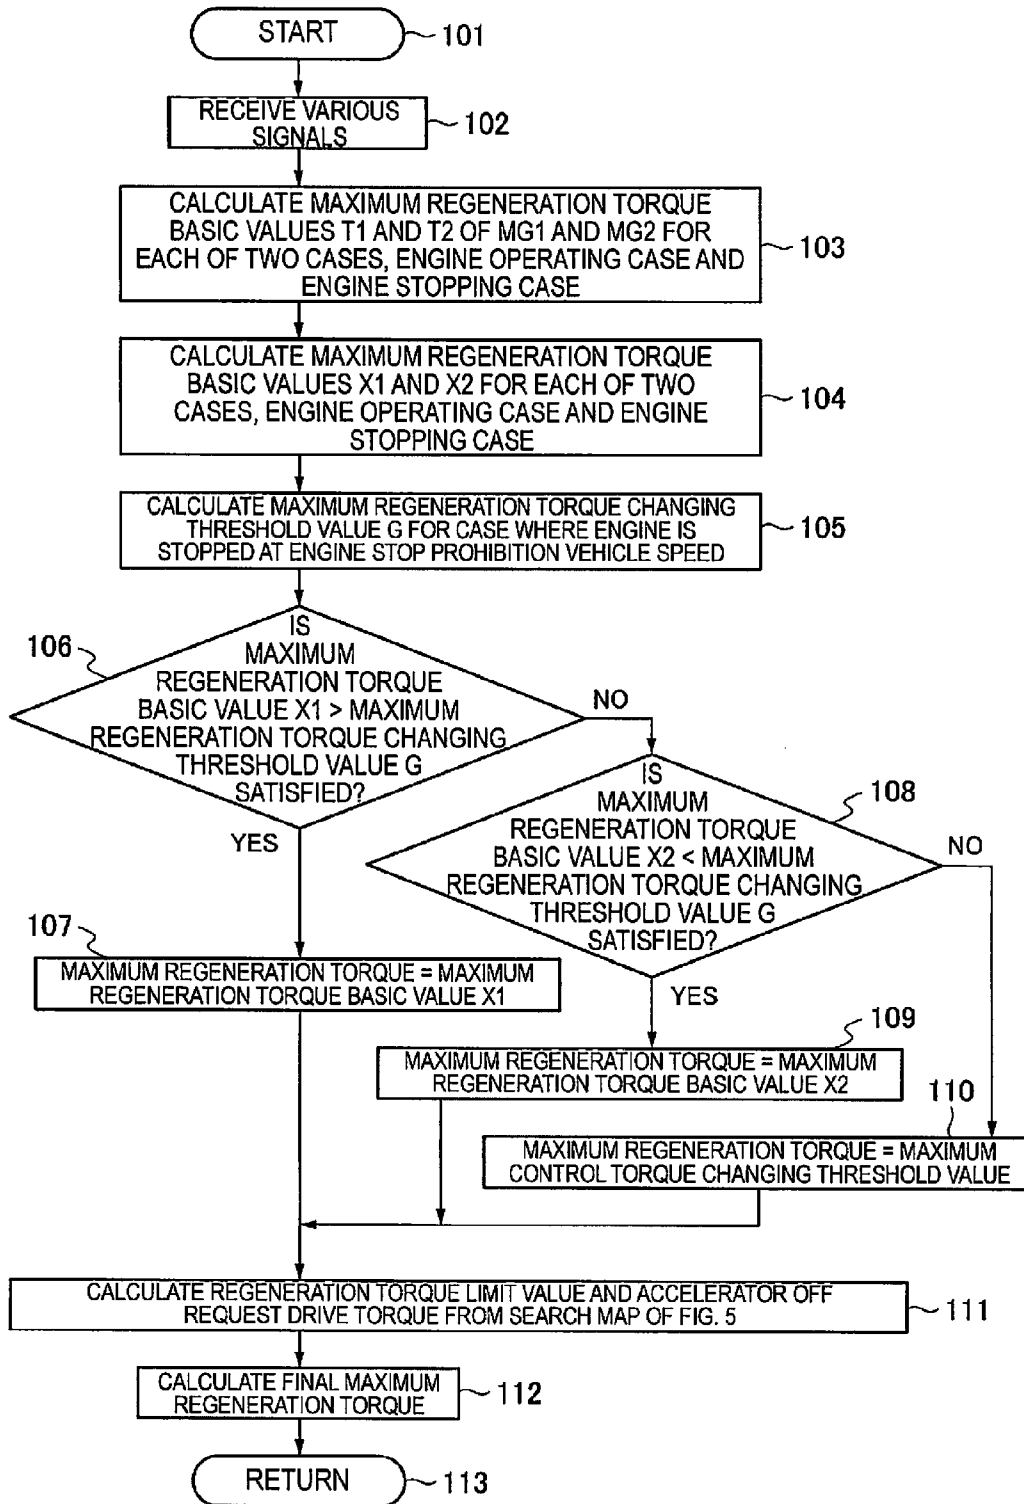 START
101
RECEIVE VARIOUS
SIGNALS
102
CALCULATE MAXIMUM REGENERATION TORQUE
BASIC VALUES T1 AND T2 OF MG1 AND MG2 FOR
EACH OF TWO CASES, ENGINE OPERATING CASE AND
ENGINE STOPPING CASE
103
CALCULATE MAXIMUM REGENERATION TORQUE
BASIC VALUES X1 AND X2 FOR EACH OF TWO
CASES, ENGINE OPERATING CASE AND ENGINE
STOPPING CASE
104
CALCULATE MAXIMUM REGENERATION TORQUE CHANGING
THRESHOLD VALUE G FOR CASE WHERE ENGINE IS
STOPPED AT ENGINE STOP PROHIBITION VEHICLE SPEED
105
106
IS
MAXIMUM
REGENERATION TORQUE
BASIC VALUE X1 > MAXIMUM
REGENERATION TORQUE CHANGING
THRESHOLD VALUE G
SATISFIED?
NO
YES
108
IS
MAXIMUM
REGENERATION TORQUE
BASIC VALUE X2 < MAXIMUM
REGENERATION TORQUE CHANGING
THRESHOLD VALUE G
SATISFIED?
NO
YES
107
MAXIMUM REGENERATION TORQUE = MAXIMUM
REGENERATION TORQUE BASIC VALUE X1
109
MAXIMUM REGENERATION TORQUE = MAXIMUM
REGENERATION TORQUE BASIC VALUE X2
110
MAXIMUM REGENERATION TORQUE = MAXIMUM
CONTROL TORQUE CHANGING THRESHOLD VALUE
CALCULATE REGENERATION TORQUE LIMIT VALUE AND ACCELERATOR OFF
REQUEST DRIVE TORQUE FROM SEARCH MAP OF FIG. 5
111
CALCULATE FINAL MAXIMUM
REGENERATION TORQUE
112
RETURN
113